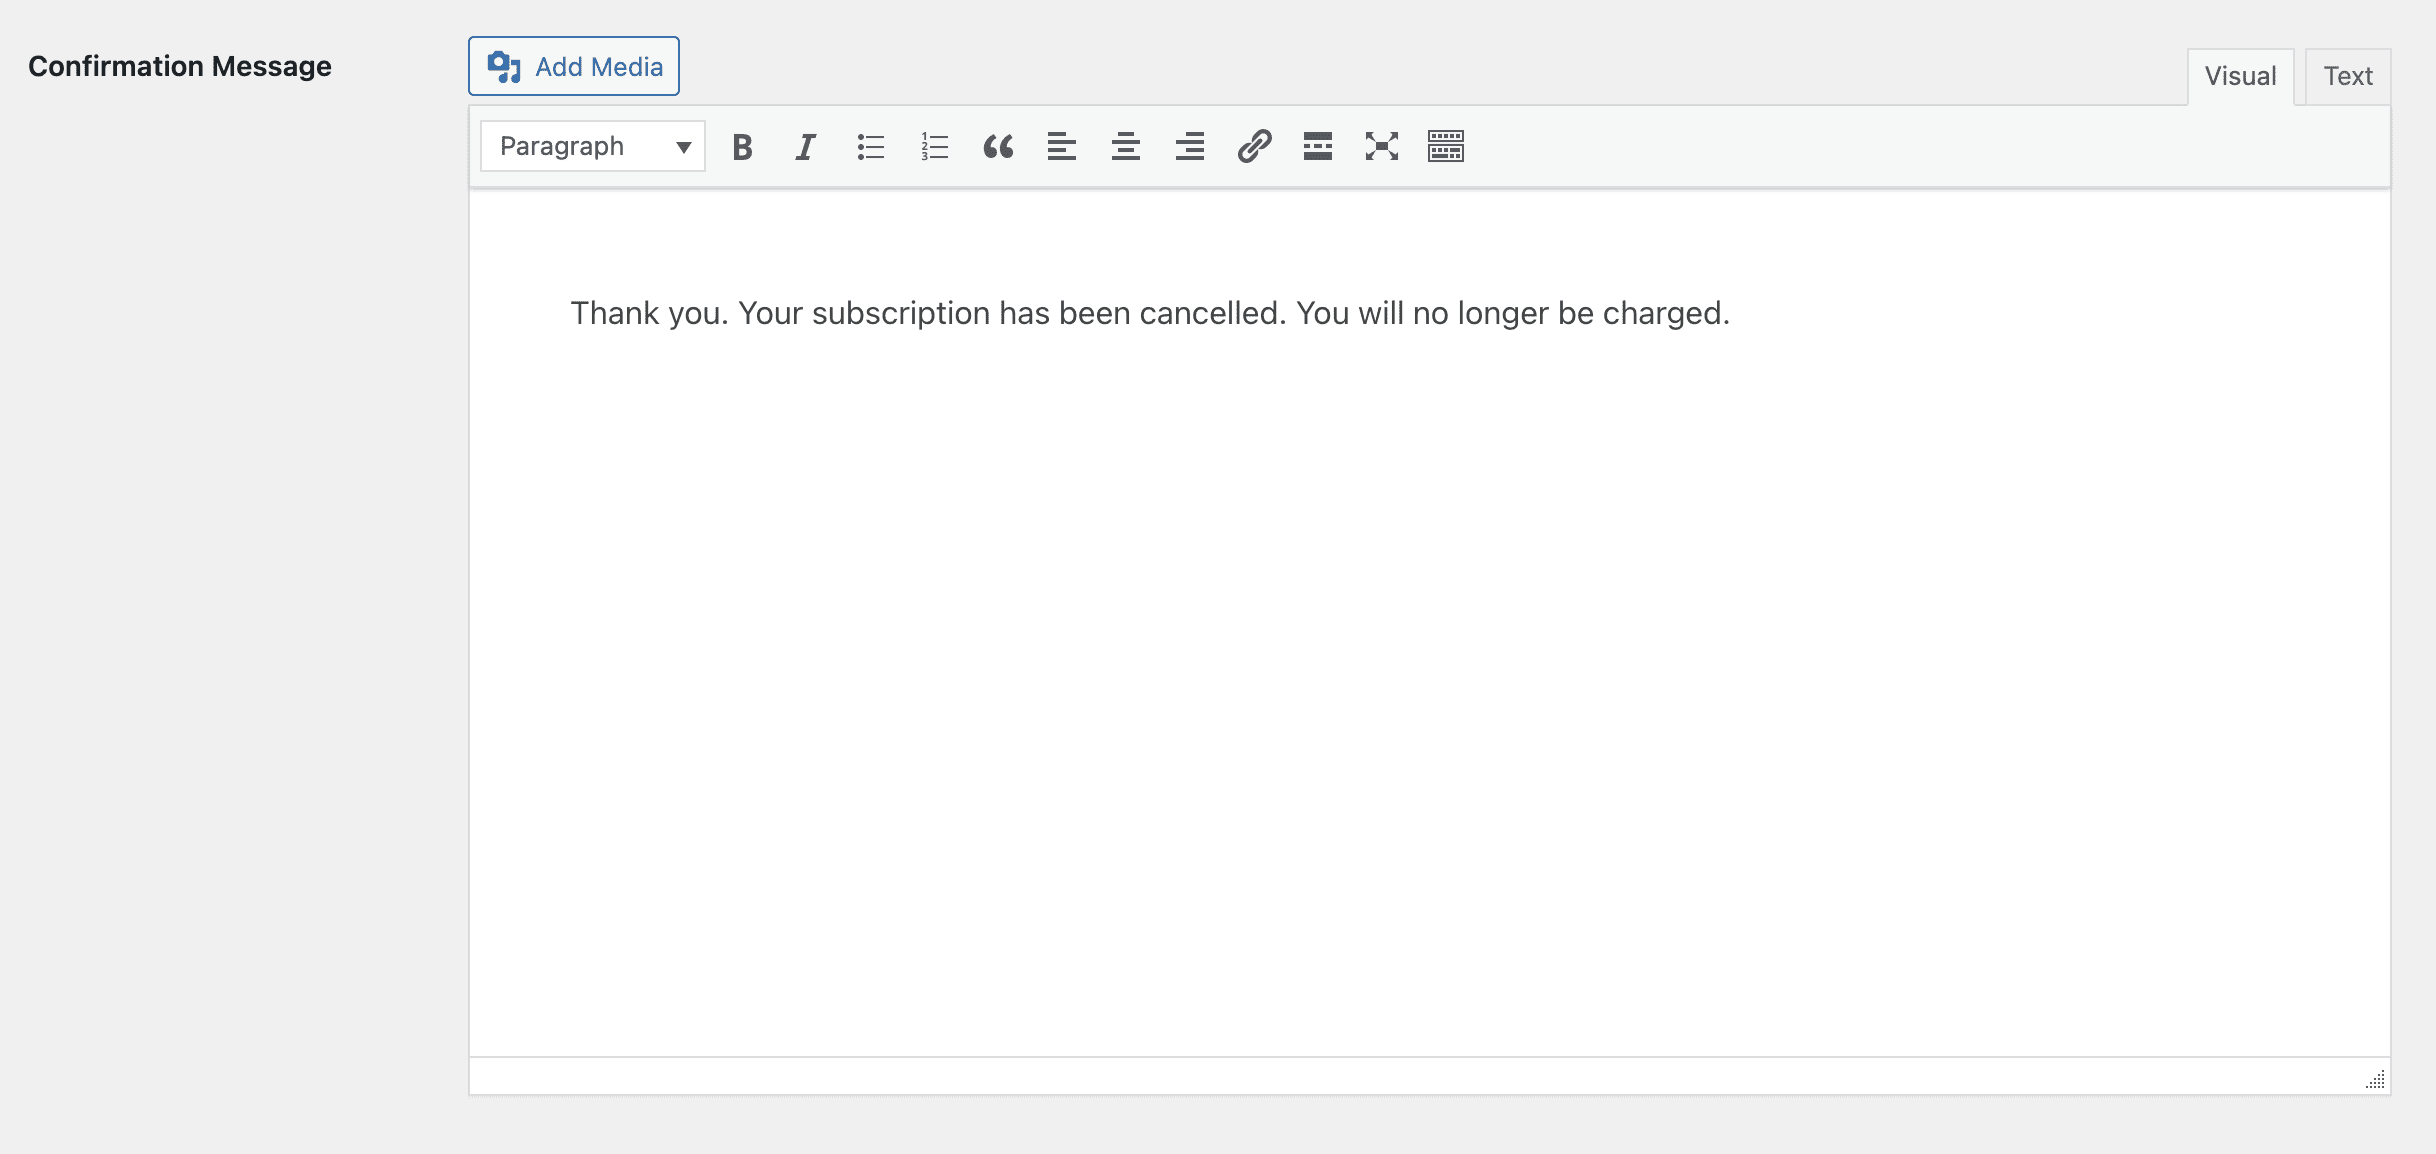 Confirmation Message
Add Media
Visual
Text
Paragraph
Thank you. Your subscription has been cancelled. You will no longer be charged.